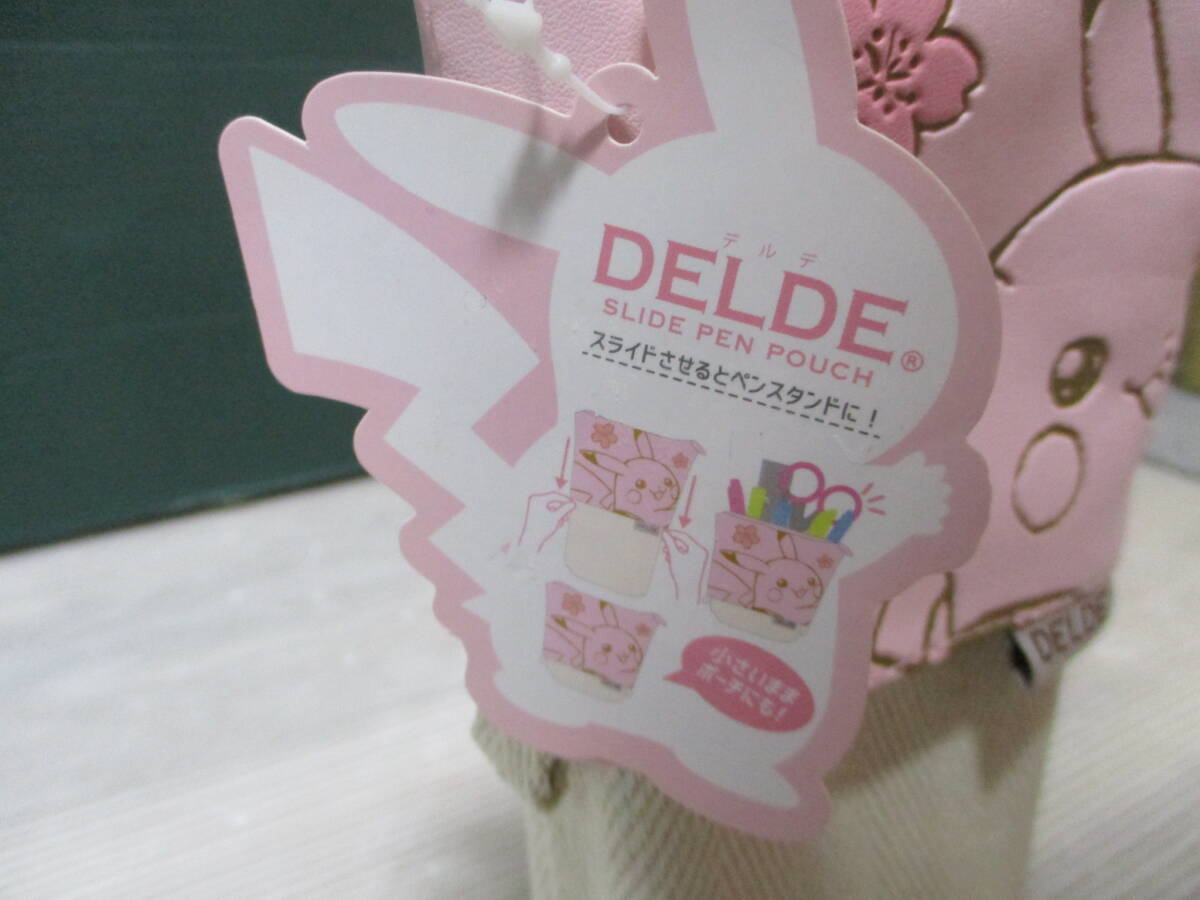 デルデ
DELDE®
SLIDE PEN POUCH
スライドさせるとペンスタンドに！
小さいまま
ポーチにも！
DELDE